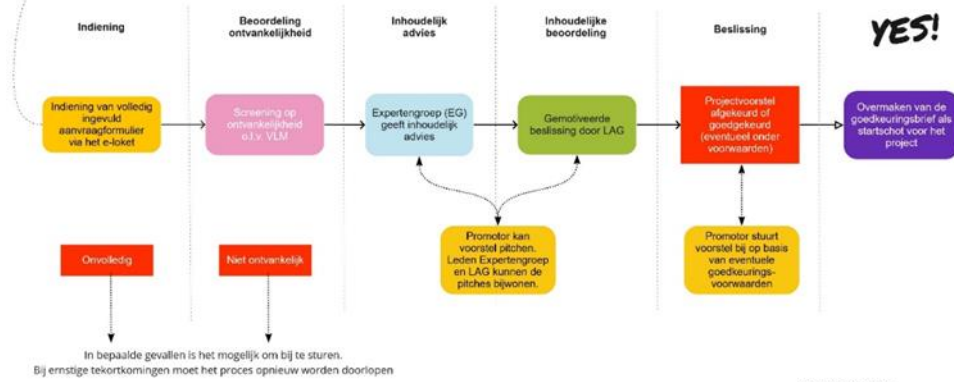 Indiening
Beoordeling
ontvankelijkheid
Inhoudelijk
advies
Inhoudelijke
beoordeling
Beslissing
YES!
Indiening van volledig
ingevuld
aanvraagformulier
via het e-loket
Screening op
ontvankelijkheid
o.l.v. VLM
Expertengroep (EG)
geeft inhoudelijk
advies
Gemotiveerde
beslissing door LAG
Projectvoorstel
afgekeurd of
goedgekeurd
(eventueel onder
voorwaarden)
Overmaken van de
goedkeuringsbrief als
startschot voor het
project
Promotor kan
voorstel pitchen.
Leden Expertengroep
en LAG kunnen de
pitches bijwonen.
Promotor stuurt
voorstel bij op basis
van eventuele
goedkeurings-
voorwaarden
Onvolledig
Niet ontvankelijk
In bepaalde gevallen is het mogelijk om bij te sturen.
Bij ernstige tekortkomingen moet het proces opnieuw worden doorlopen